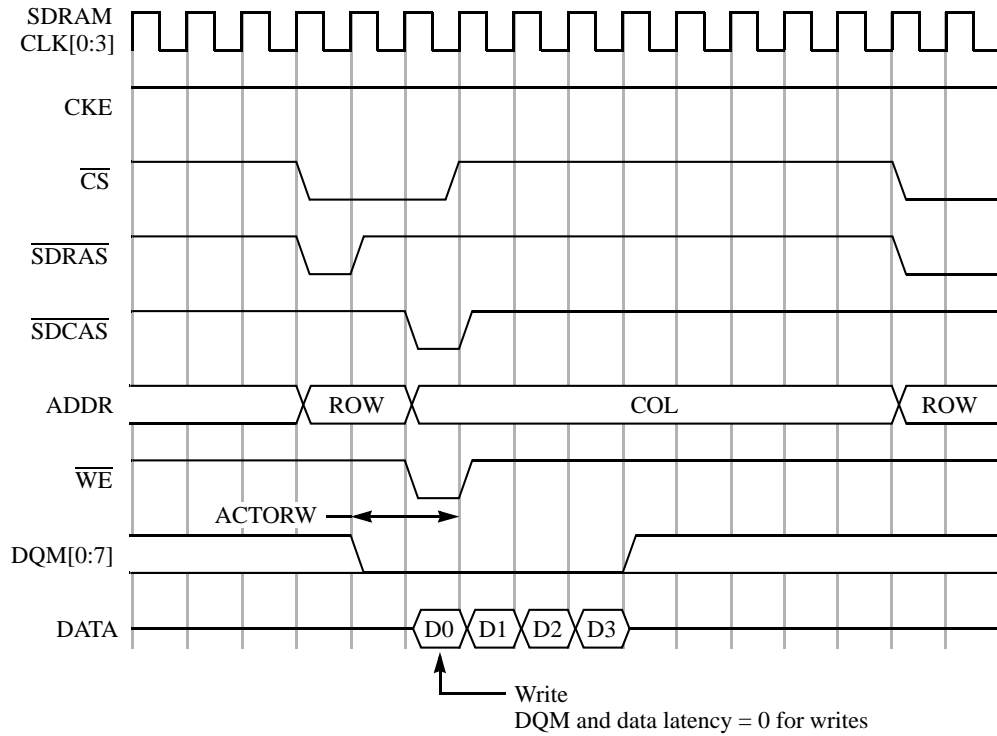 SDRAM
CLK[0:3]
CKE
CS
SDRAS
SDCAS
ADDR ROW COL ROW
WE
ACTORW
DQM[0:7]
DATA D0 D1 D2 D3
Write
DQM and data latency = 0 for writes